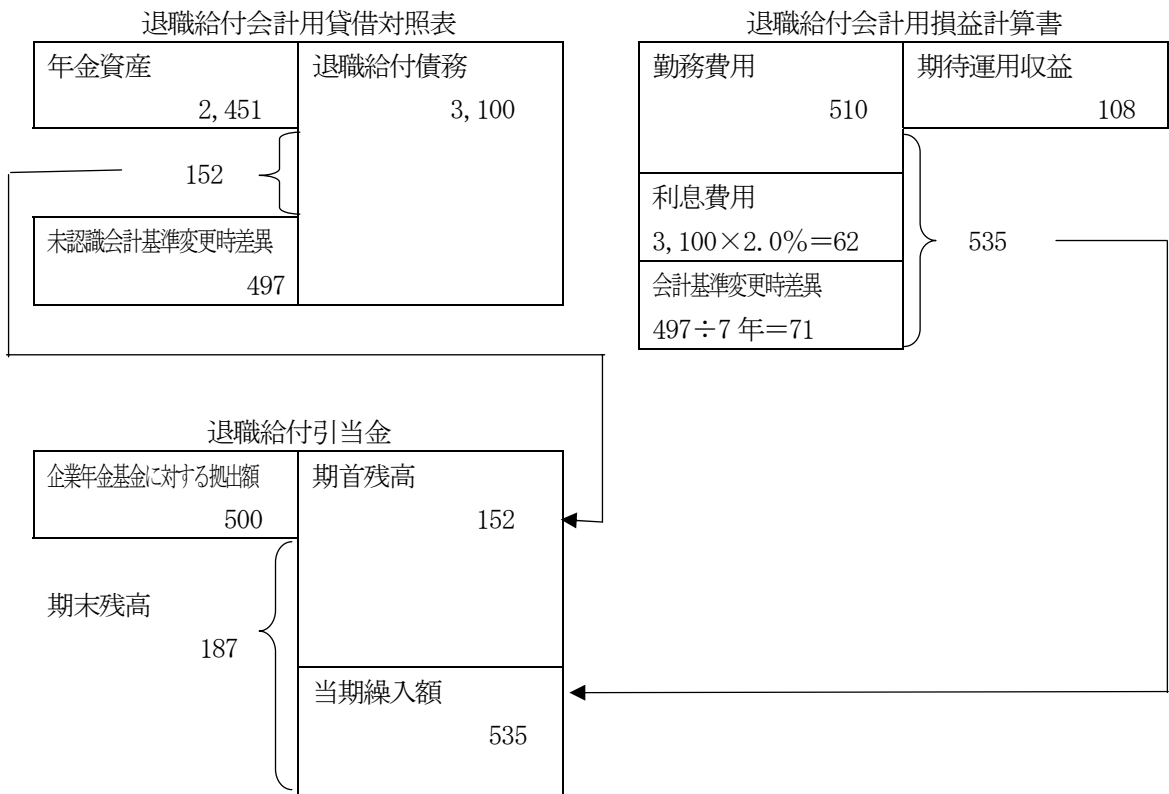 退職給付会計用貸借対照表
年金資産
2,451
退職給付債務
3,100
152
未認識会計基準変更時差異
497
退職給付会計用損益計算書
勤務費用
510
期待運用収益
108
利息費用
3,100×2.0%=62
会計基準変更時差異
497÷7年=71
535
退職給付引当金
企業年金基金に対する拠出額
500
期首残高
152
期末残高
187
当期繰入額
535